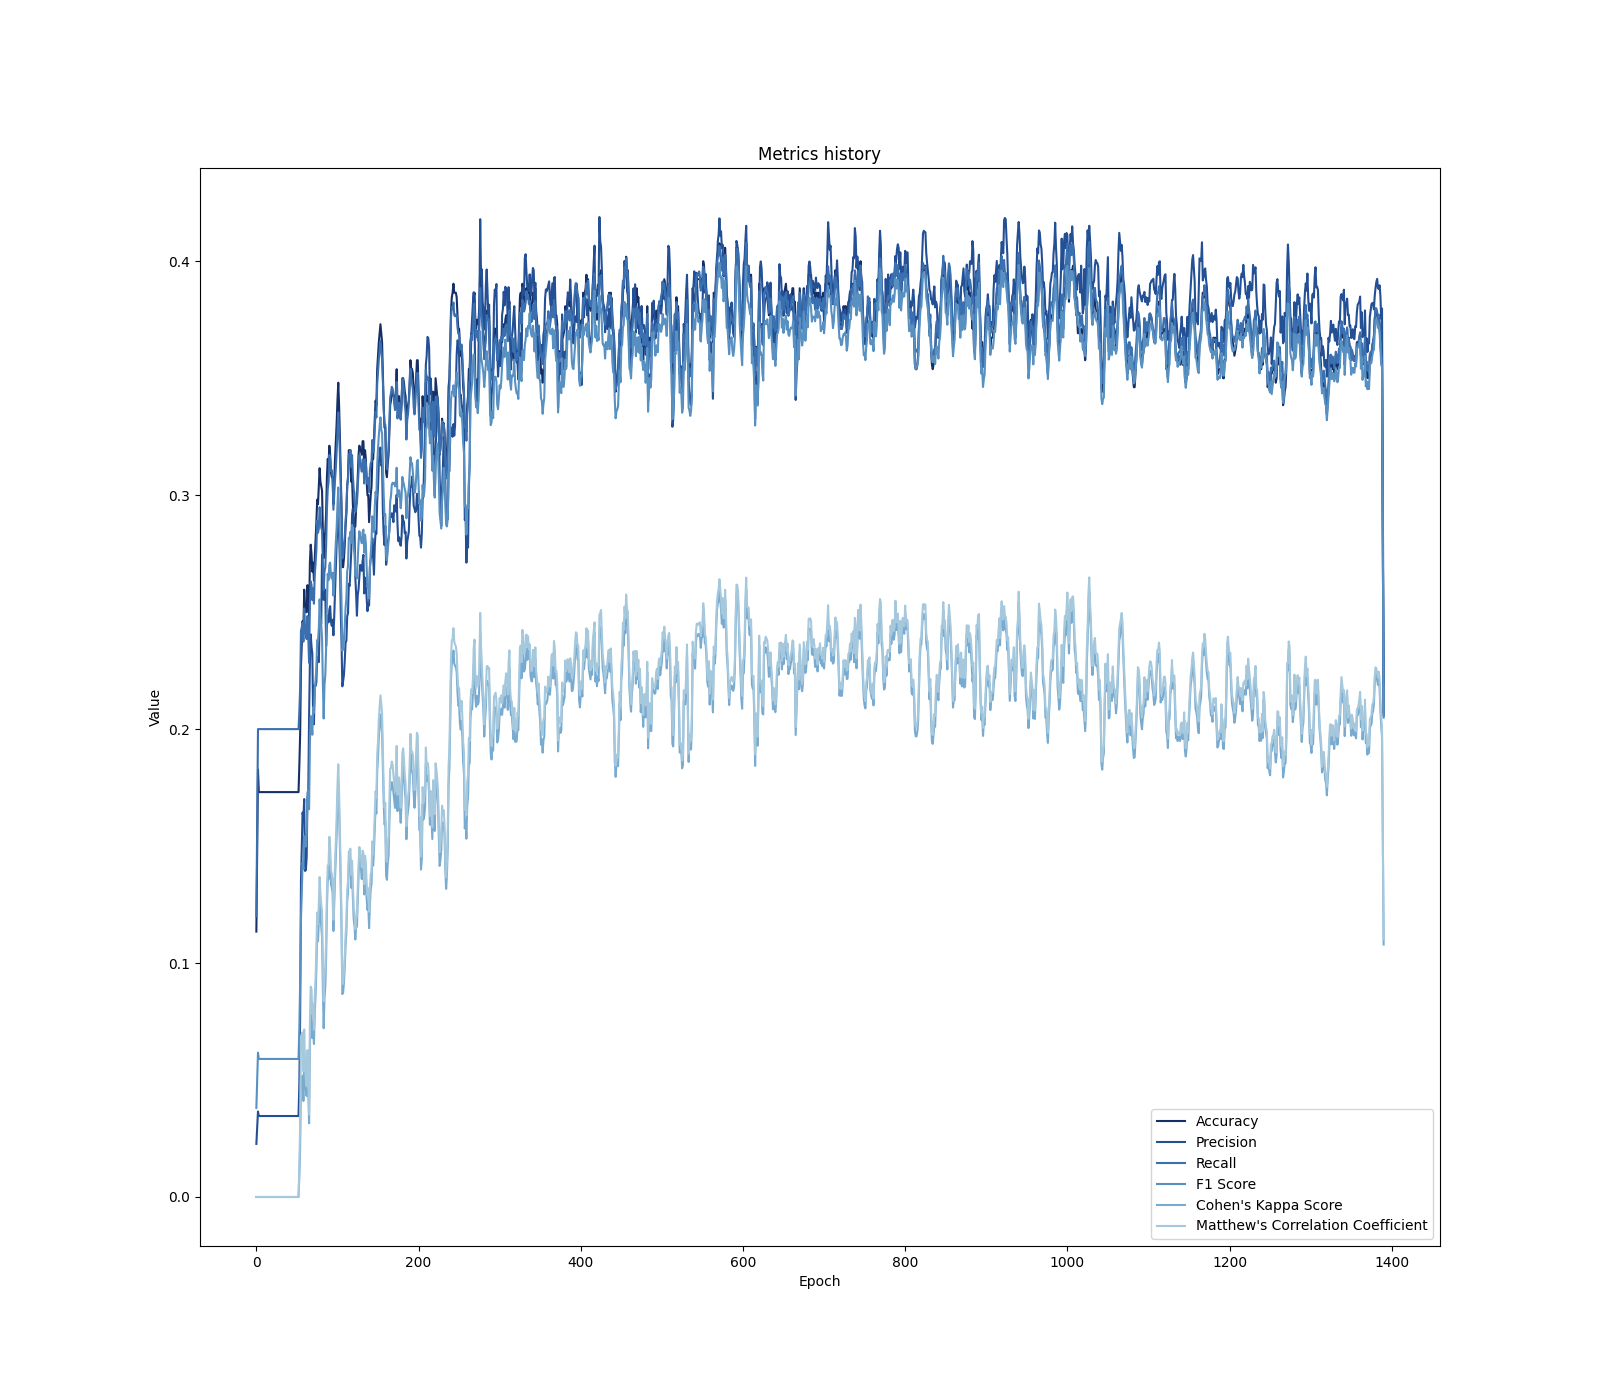 Metrics history
0.4
0.3
0.2
0.1
0.0
Value
0 200 400 600 800 1000 1200 1400
Epoch
Accuracy
Precision
Recall
F1 Score
Cohen's Kappa Score
Matthew's Correlation Coefficient